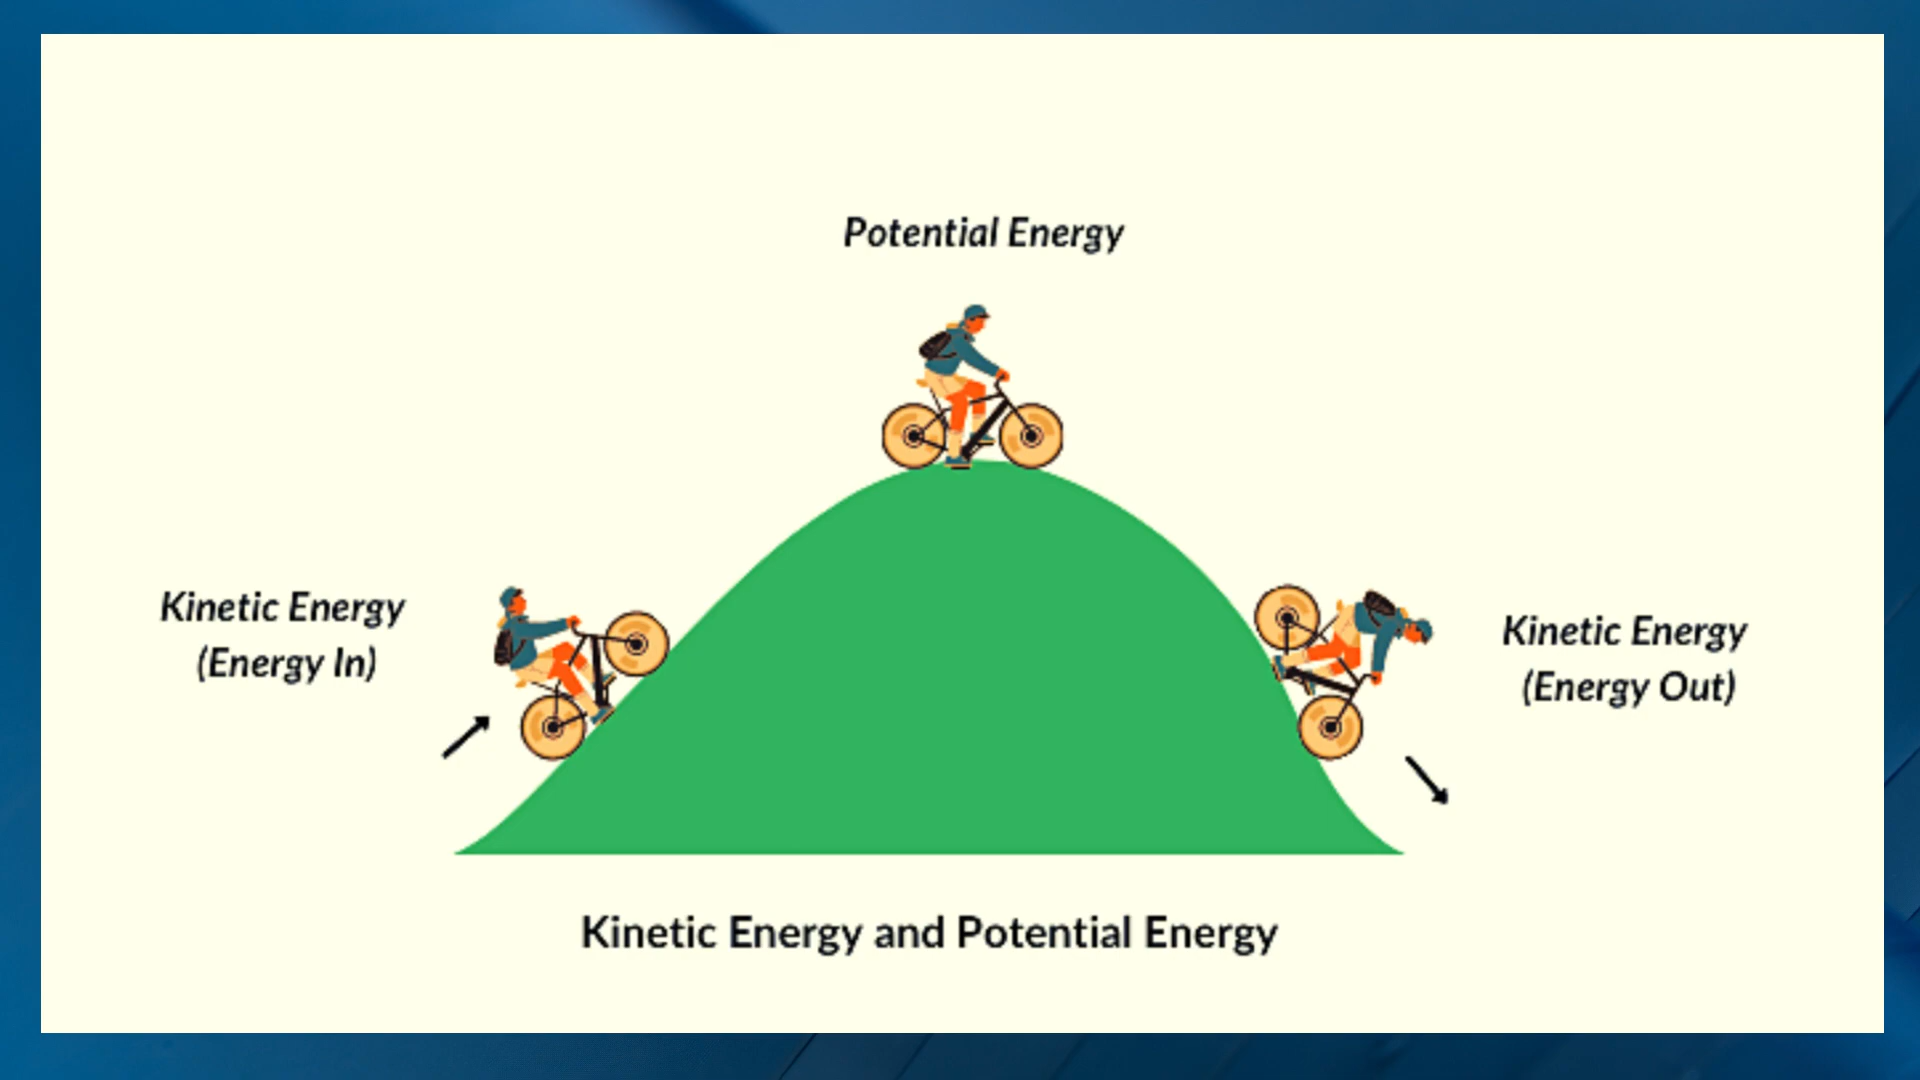 Potential Energy
Kinetic Energy
(Energy In)
Kinetic Energy
(Energy Out)
Kinetic Energy and Potential Energy